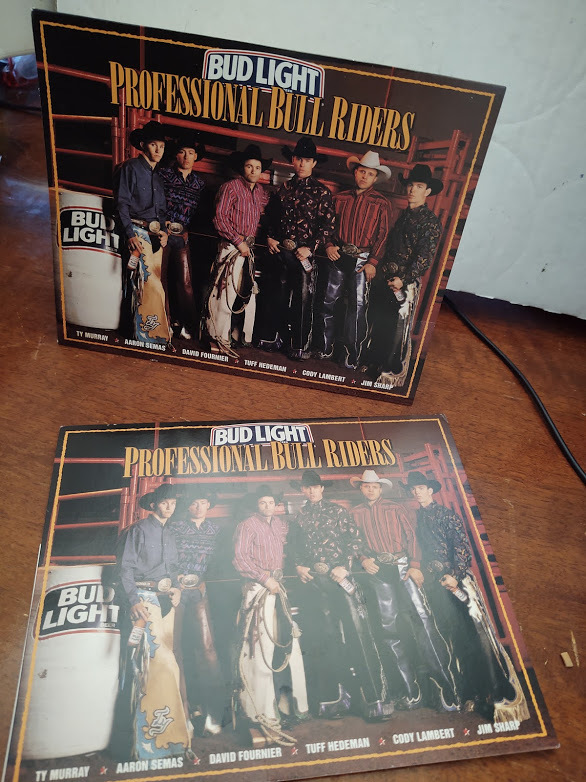 BUD LIGHT
PROFESSIONAL BULL RIDERS
BUD
LIGHT
TY MURRAY ★ AARON SEMAS ★ DAVID FOURNIER ★ TUFF HEDEMAN ★ CODY LAMBERT ★ JIM SHARP
BUD LIGHT
PROFESSIONAL BULL RIDERS
BUD
LIGHT
TY MURRAY ★ AARON SEMAS ★ DAVID FOURNIER ★ TUFF HEDEMAN ★ CODY LAMBERT ★ JIM SHARP